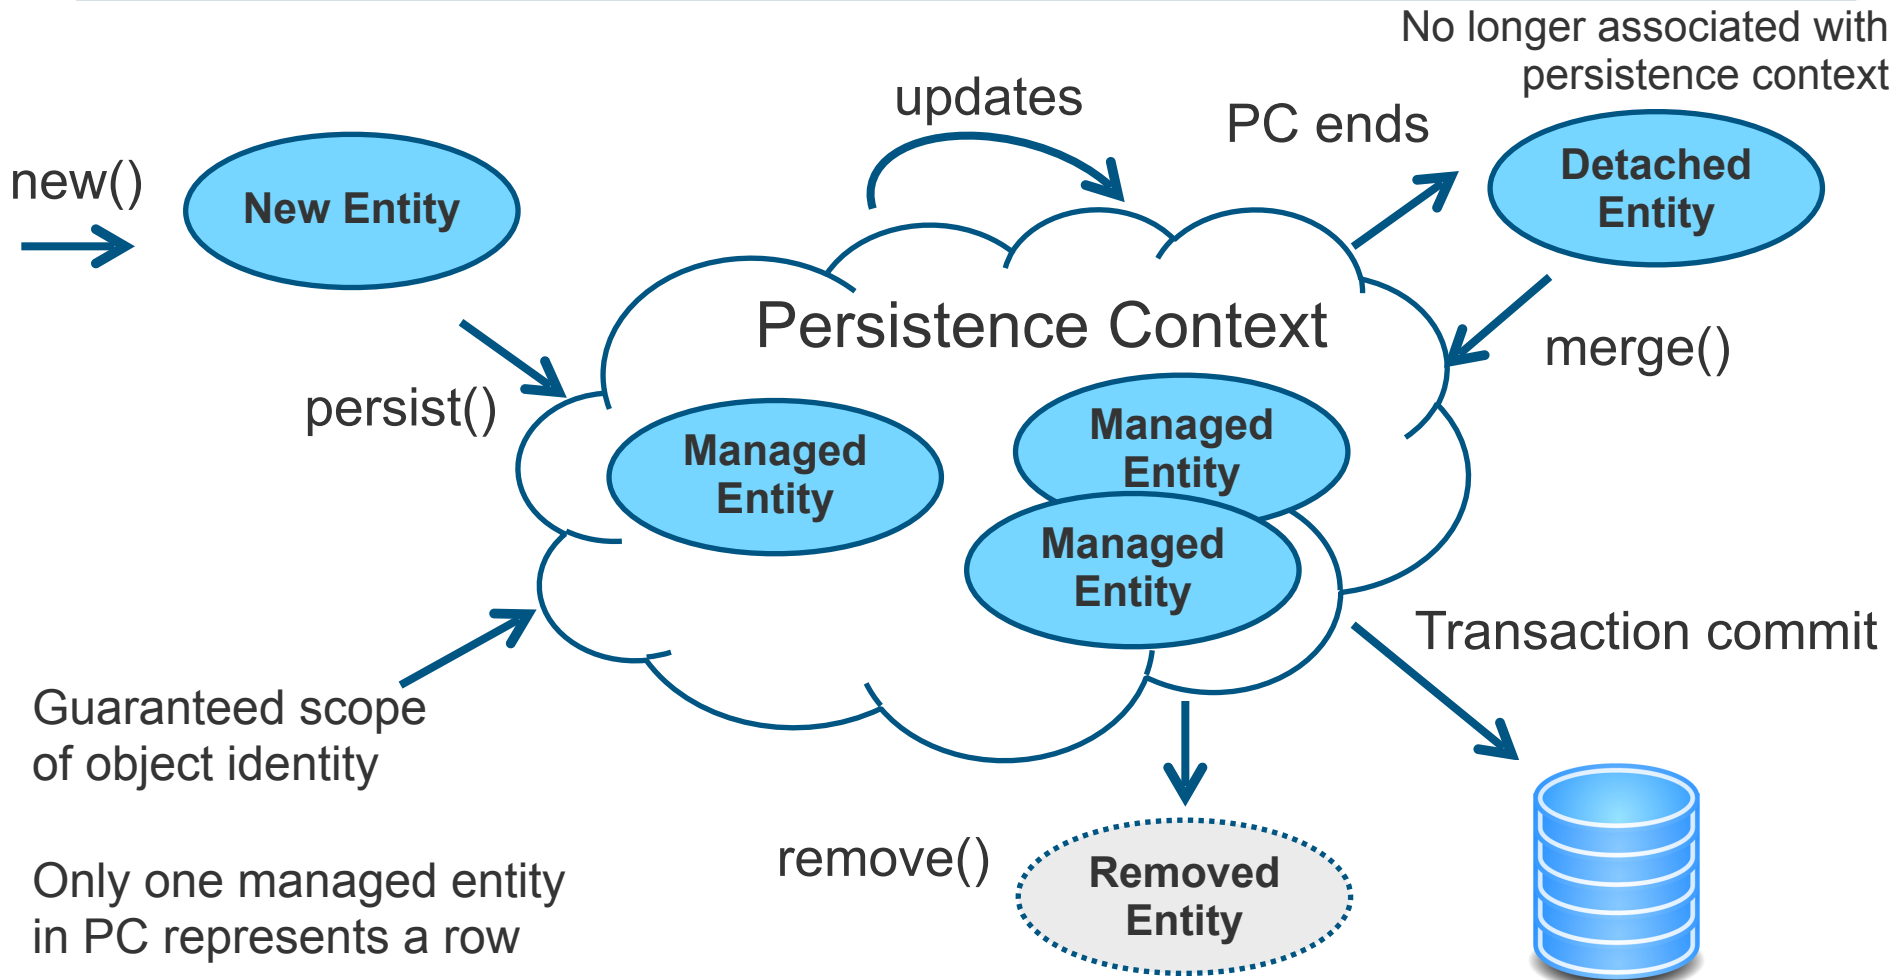 No longer associated with
persistence context
updates
PC ends
new()
New Entity
Detached
Entity
Persistence Context
merge()
persist()
Managed
Entity
Managed
Entity
Managed
Entity
Transaction commit
Guaranteed scope
of object identity
remove()
Removed
Entity
Only one managed entity
in PC represents a row